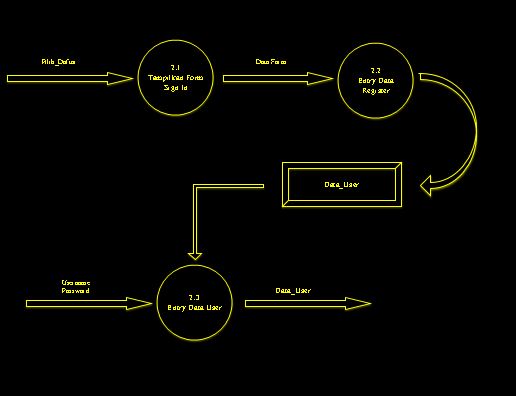 Pilih_Daftar
2.1
Tampilkan Form
Sign In
Data Form
2.2
Entry Data
Register
Data_User
Username
Password
2.3
Entry Data User
Data_User